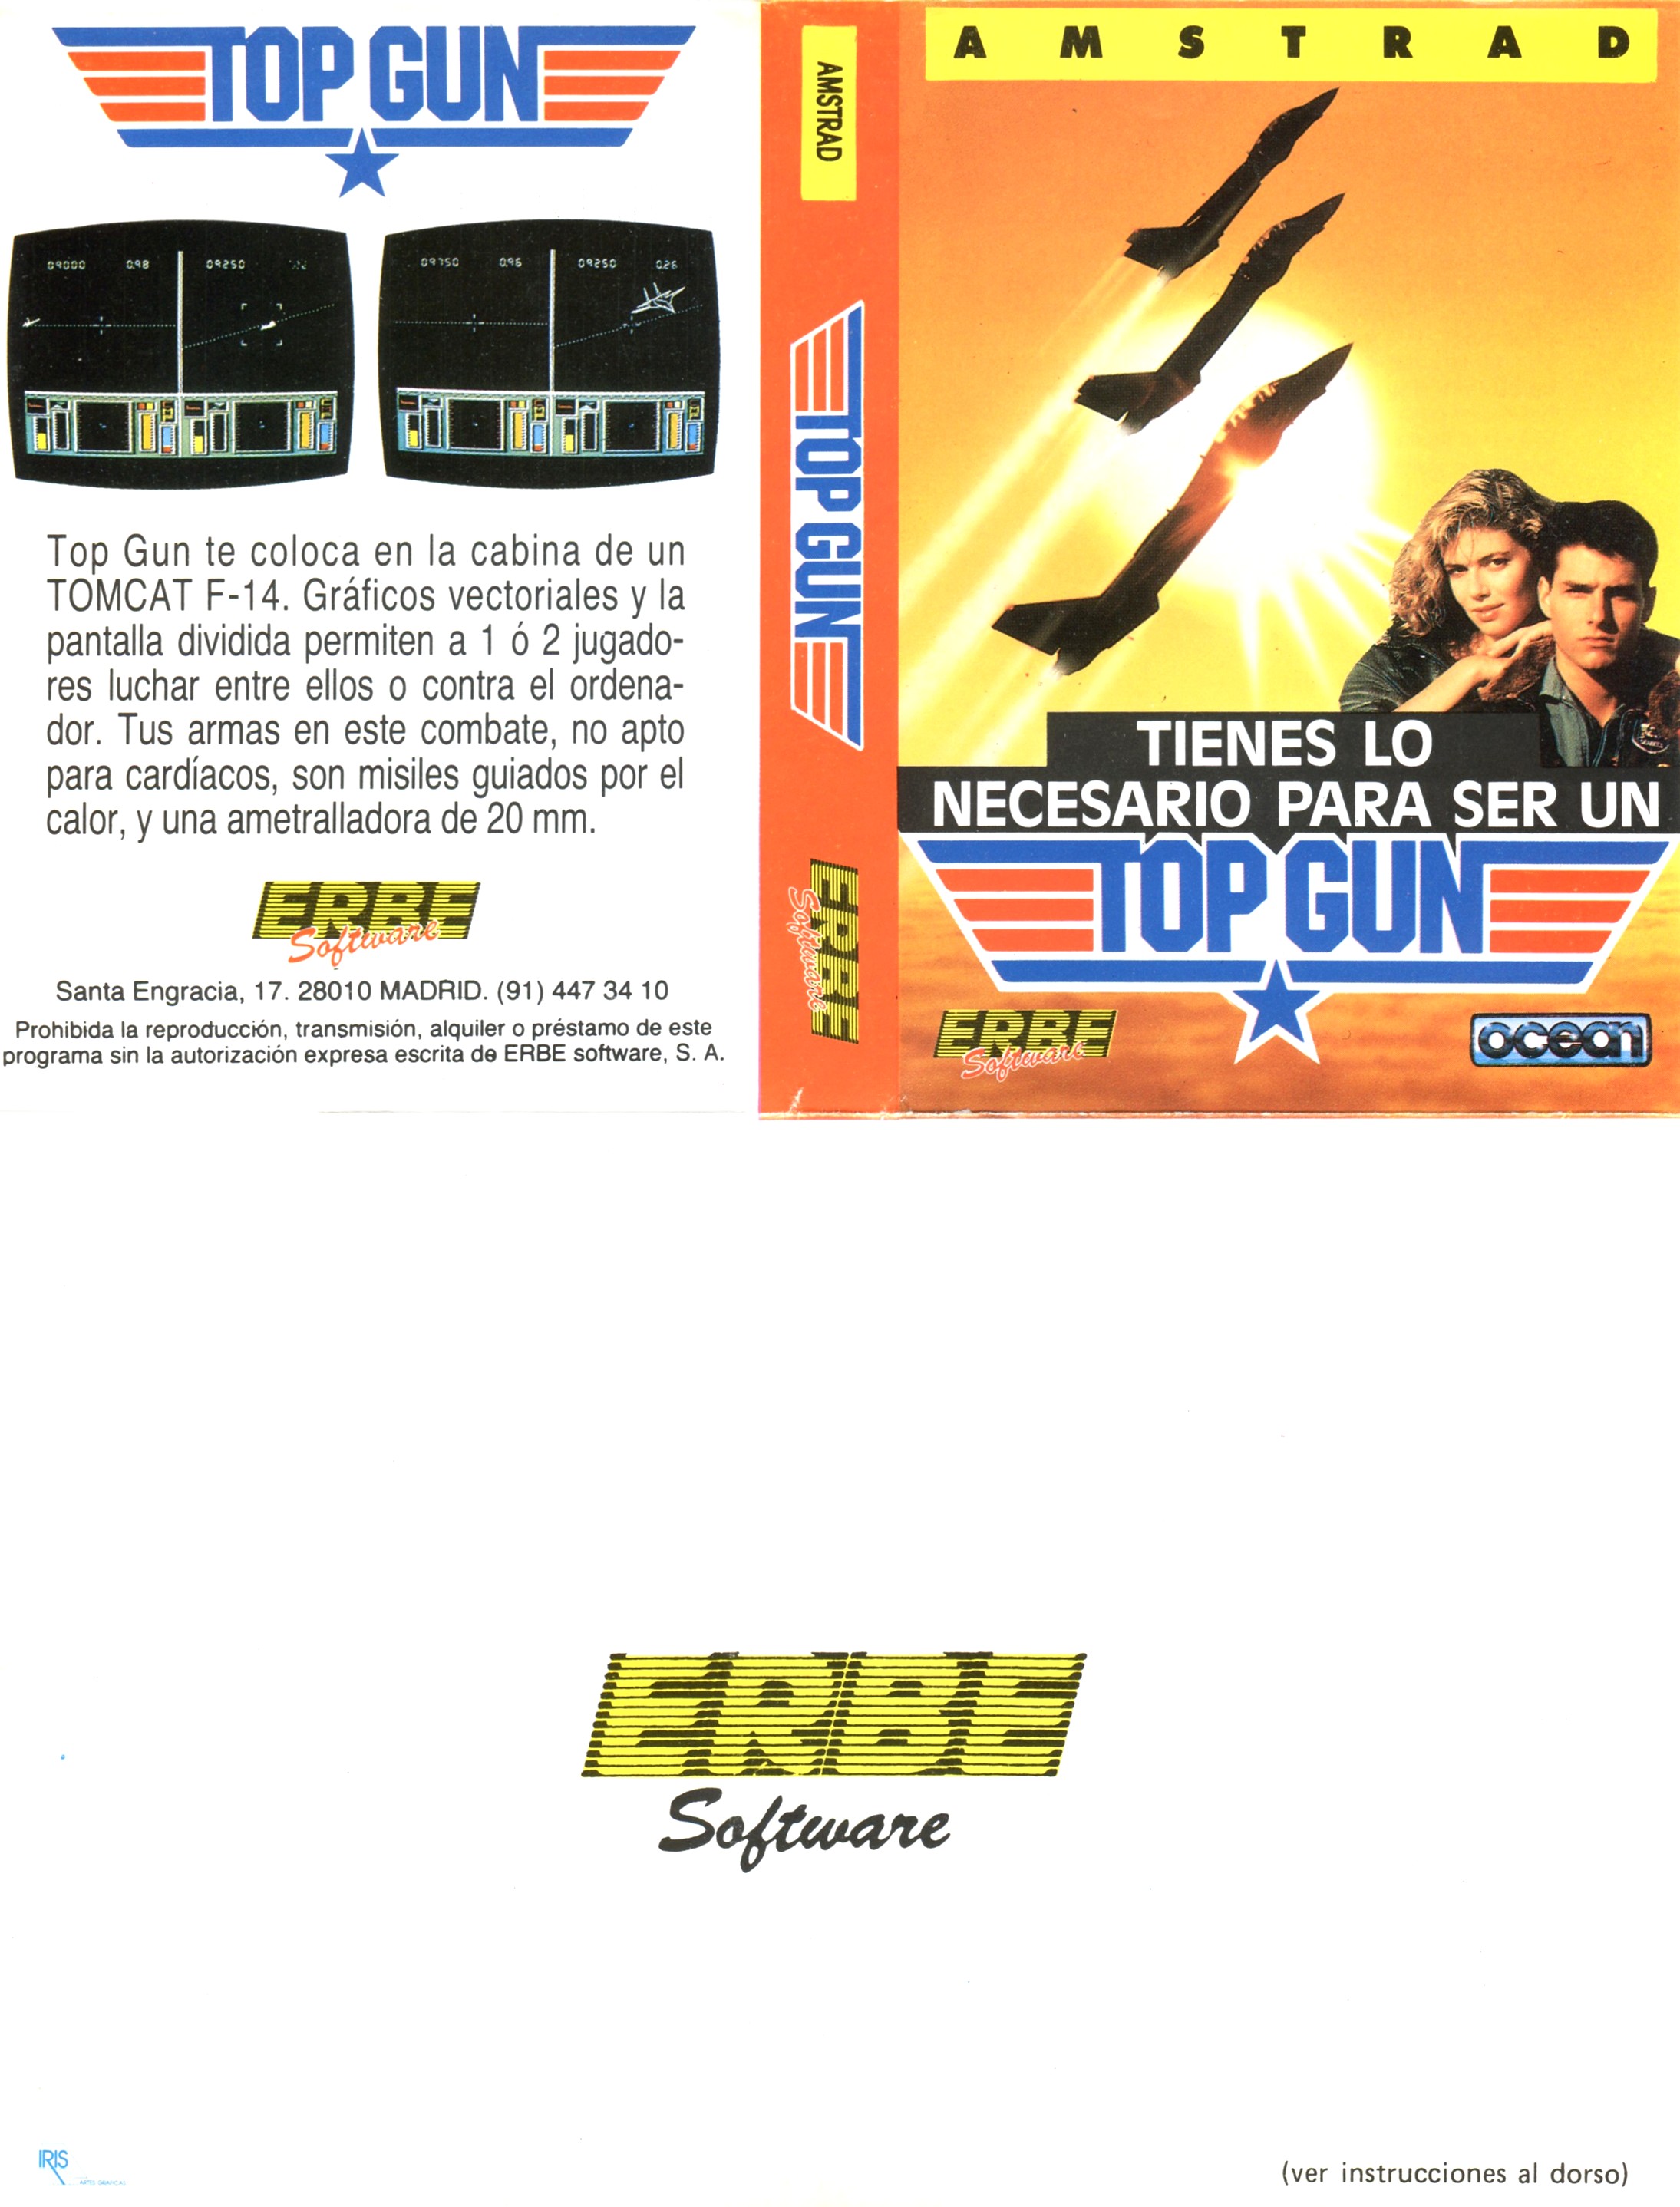 TOP GUN
09000 0.98 09250
09750 0.96 09250 0.26
Top Gun te coloca en la cabina de un
TOMCAT F-14. Gráficos vectoriales y la
pantalla dividida permiten a 1 ó 2 jugado-
res luchar entre ellos o contra el ordena-
dor. Tus armas en este combate, no apto
para cardíacos, son misiles guiados por el
calor, y una ametralladora de 20 mm.
ERBE
Software
Santa Engracia, 17. 28010 MADRID. (91) 447 34 10
Prohibida la reproducción, transmisión, alquiler o préstamo de este
programa sin la autorización expresa escrita de ERBE software, S. A.
AMSTRAD
TOP GUN
ERBE
Software
AMSTRAD
TIENES LO
NECESARIO PARA SER UN
TOP GUN
ERBE
Software
ocean
ERBE
Software
IRIS
ARTES GRAFICAS
(ver instrucciones al dorso)